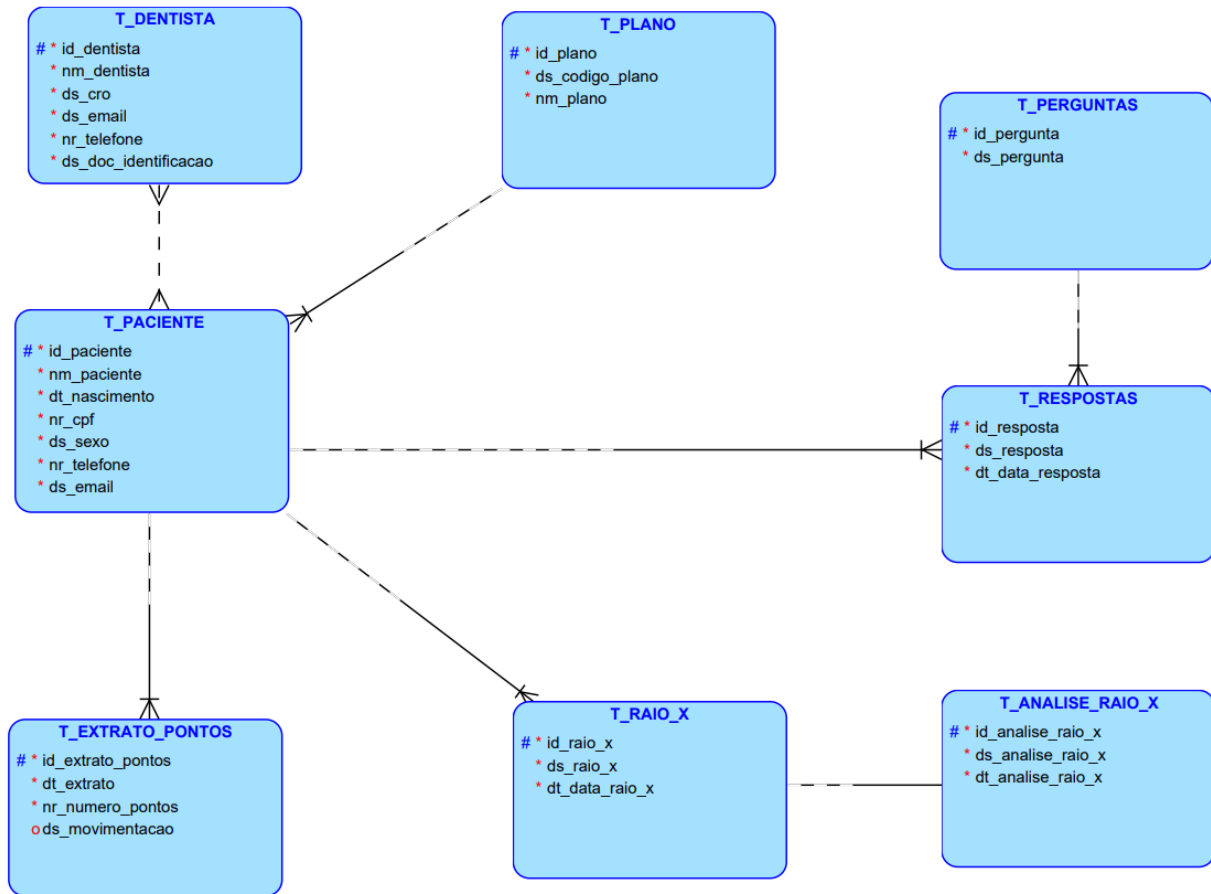 T_DENTISTA
# * id_dentista
* nm_dentista
* ds_cro
* ds_email
* nr_telefone
* ds_doc_identificacao
T_PLANO
# * id_plano
* ds_codigo_plano
* nm_plano
T_PERGUNTAS
# * id_pergunta
* ds_pergunta
T_PACIENTE
# * id_paciente
* nm_paciente
* dt_nascimento
* nr_cpf
* ds_sexo
* nr_telefone
* ds_email
T_RESPOSTAS
# * id_resposta
* ds_resposta
* dt_data_resposta
T_EXTRATO_PONTOS
# * id_extrato_pontos
* dt_extrato
* nr_numero_pontos
o ds_movimentacao
T_RAIO_X
# * id_raio_x
* ds_raio_x
* dt_data_raio_x
T_ANALISE_RAIO_X
# * id_analise_raio_x
* ds_analise_raio_x
* dt_analise_raio_x